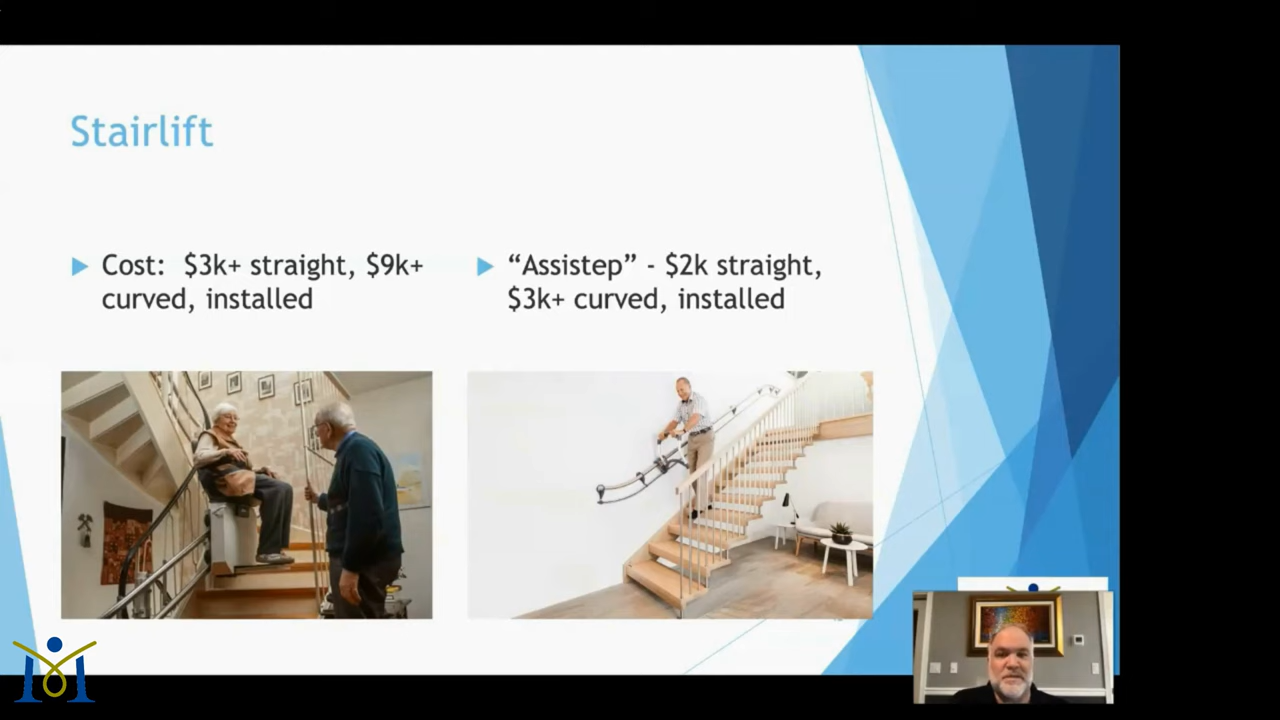 Stairlift
Cost: $3k+ straight, $9k+
curved, installed
“Assistep” - $2k straight,
$3k+ curved, installed